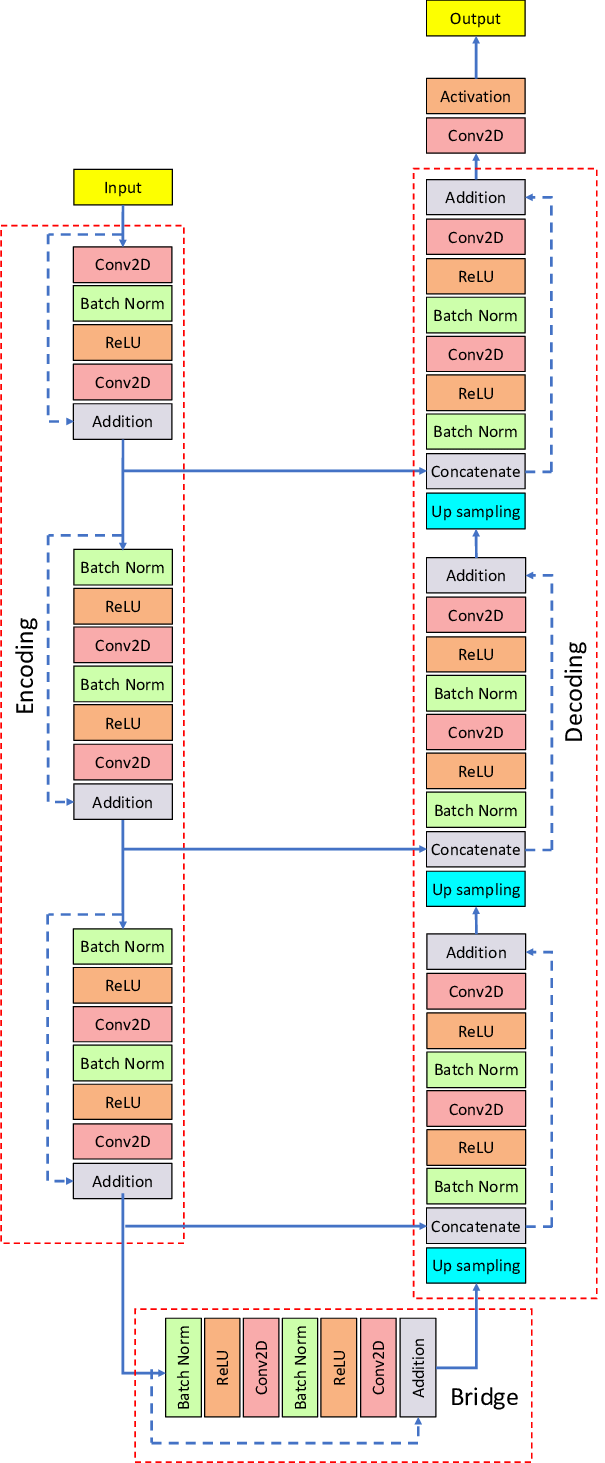 Input
Conv2D
Batch Norm
ReLU
Conv2D
Addition
Encoding
Batch Norm
ReLU
Conv2D
Batch Norm
ReLU
Conv2D
Addition
Batch Norm
ReLU
Conv2D
Batch Norm
ReLU
Conv2D
Addition
Batch Norm
ReLU
Conv2D
Batch Norm
ReLU
Conv2D
Addition
Bridge
Output
Activation
Conv2D
Addition
Conv2D
ReLU
Batch Norm
Conv2D
ReLU
Batch Norm
Concatenate
Up sampling
Addition
Conv2D
ReLU
Batch Norm
Conv2D
ReLU
Batch Norm
Concatenate
Up sampling
Decoding
Addition
Conv2D
ReLU
Batch Norm
Conv2D
ReLU
Batch Norm
Concatenate
Up sampling